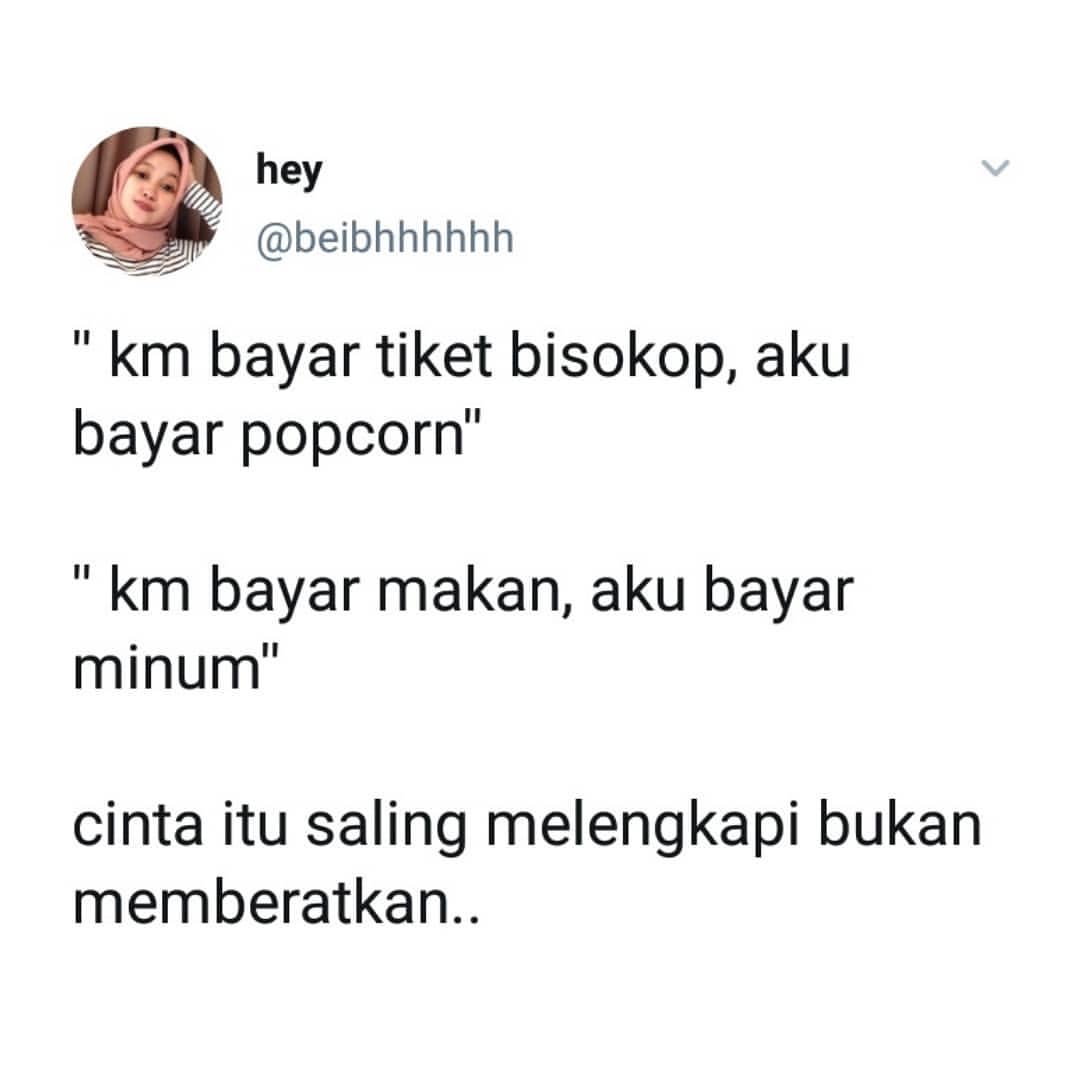 hey
@beibhhhhhh
" km bayar tiket bisokop, aku
bayar popcorn"
" km bayar makan, aku bayar
minum"
cinta itu saling melengkapi bukan
memberatkan..